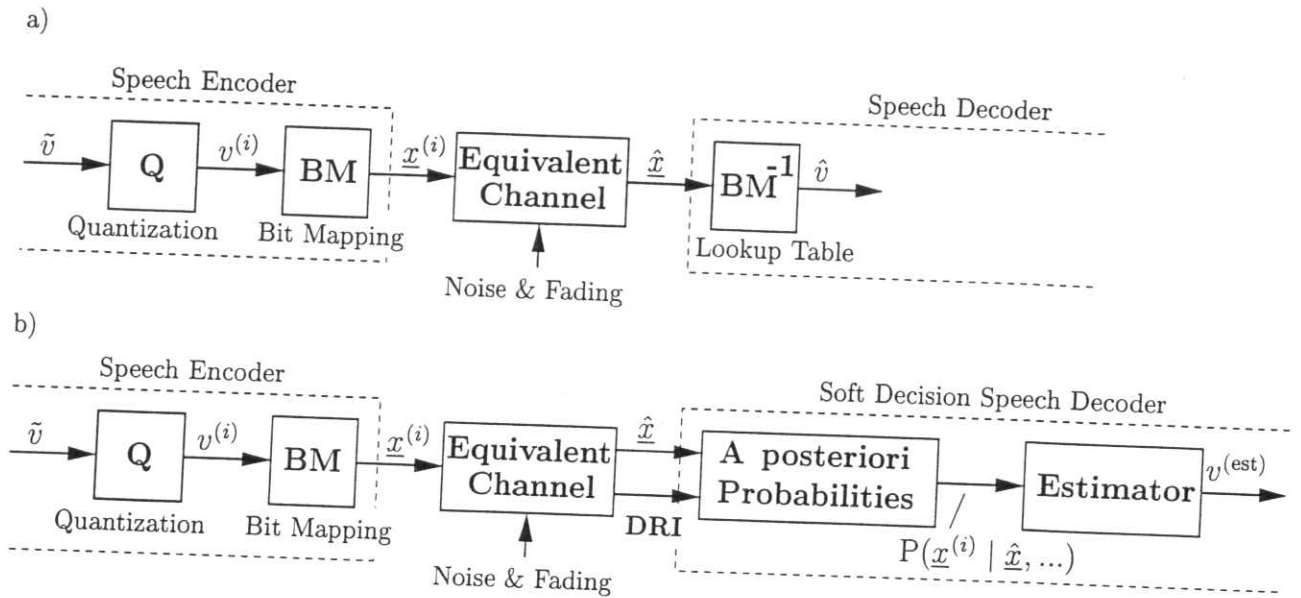 a)
Speech Encoder
Speech Decoder
ṽ
Q
v⁽ⁱ⁾
BM
x̲⁽ⁱ⁾
Equivalent
Channel
x̲̂
BM⁻¹
v̂
Quantization
Bit Mapping
Lookup Table
Noise & Fading
b)
Speech Encoder
Soft Decision Speech Decoder
ṽ
Q
v⁽ⁱ⁾
BM
x̲⁽ⁱ⁾
Equivalent
Channel
x̲̂
DRI
A posteriori
Probabilities
Estimator
v⁽ᵉˢᵗ⁾
Quantization
Bit Mapping
P(x̲⁽ⁱ⁾ | x̲̂, ...)
Noise & Fading